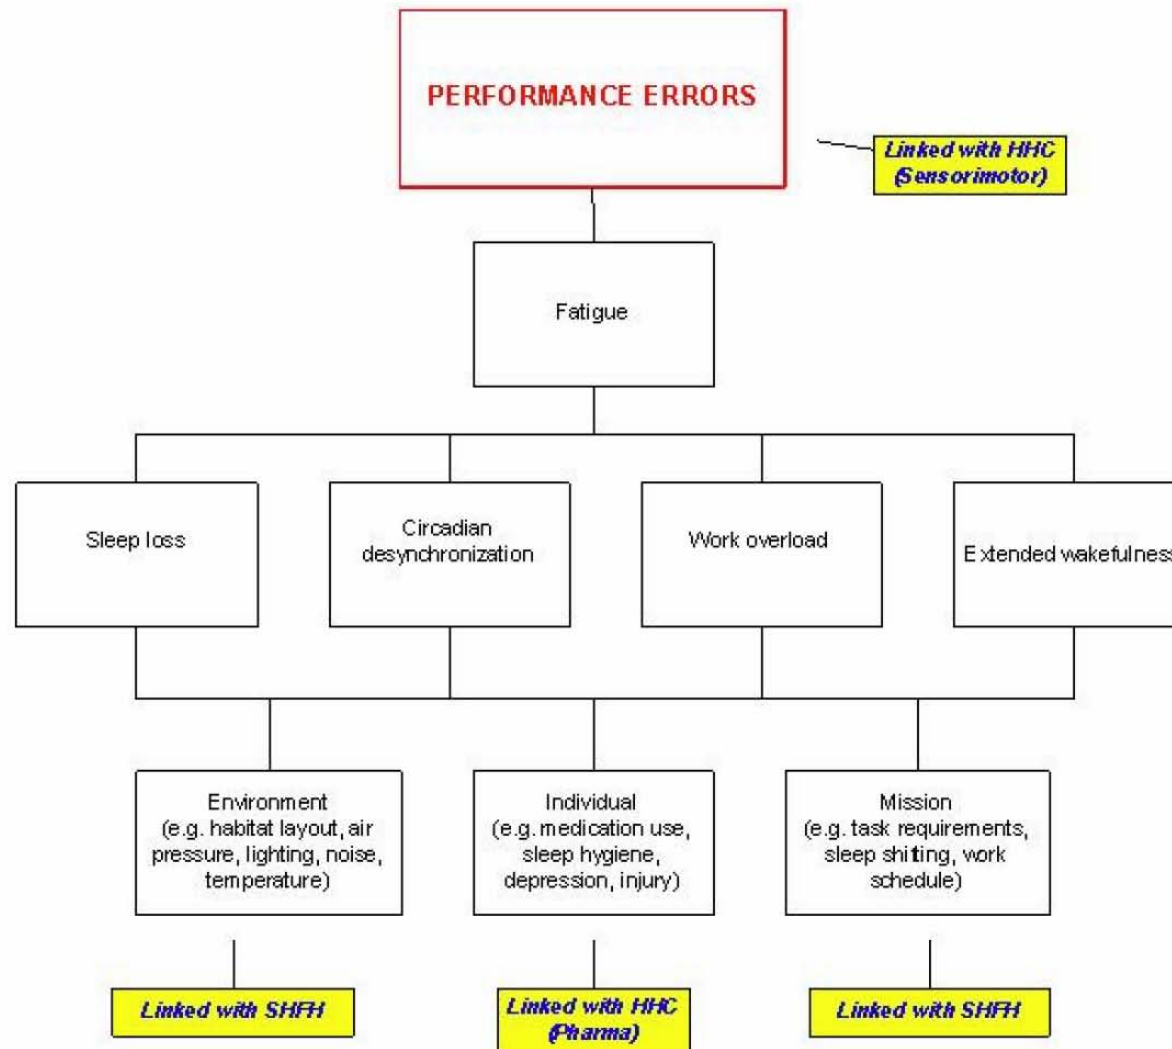 PERFORMANCE ERRORS
Linked with HHC
(Sensorimotor)
Fatigue
Sleep loss
Circadian
desynchronization
Work overload
Extended wakefulness
Environment
(e.g. habitat layout, air
pressure, lighting, noise,
temperature)
Individual
(e.g. medication use,
sleep hygiene,
depression, injury)
Mission
(e.g. task requirements,
sleep shifting, work
schedule)
Linked with SHFH
Linked with HHC
(Pharma)
Linked with SHFH